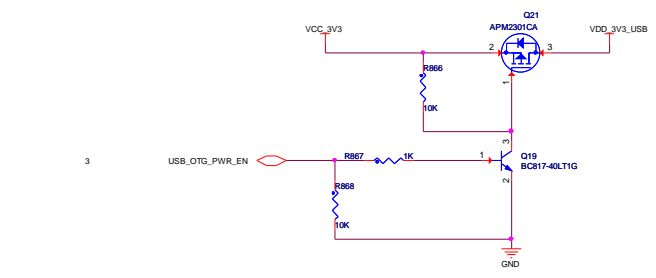 Q21
APM2301CA
VCC_3V3
VDD_3V3_USB
2
3
R866
1
10K
3
3
USB_OTG_PWR_EN
R867
1K
1
Q19
BC817-40LT1G
2
R868
10K
GND